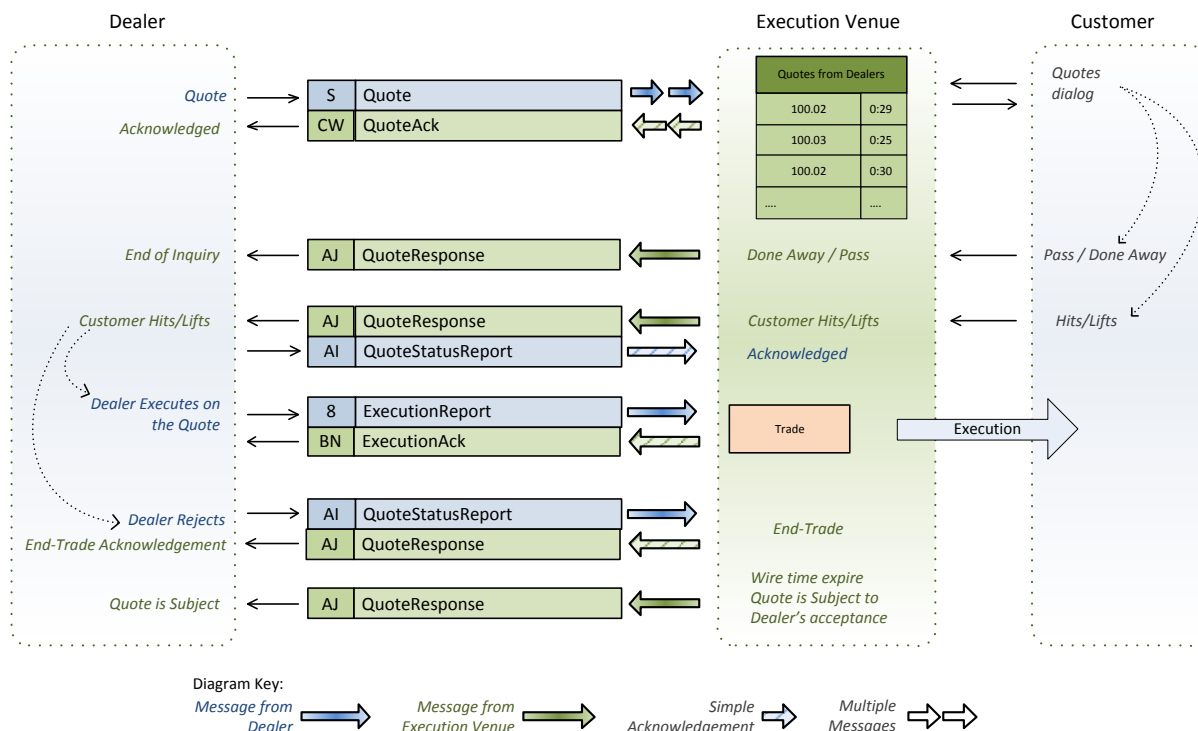 Dealer
Execution Venue
Customer
Quotes from Dealers
Quote
S
Quote
100.02
0:29
Quotes
dialog
Acknowledged
CW
QuoteAck
100.03
0:25
100.02
0:30
....
....
End of Inquiry
AJ
QuoteResponse
Done Away / Pass
Pass / Done Away
Customer Hits/Lifts
AJ
QuoteResponse
Customer Hits/Lifts
Hits/Lifts
AI
QuoteStatusReport
Acknowledged
Dealer Executes on
the Quote
8
ExecutionReport
BN
ExecutionAck
Trade
Execution
Dealer Rejects
AI
QuoteStatusReport
End-Trade
End-Trade Acknowledgement
AJ
QuoteResponse
Quote is Subject
AJ
QuoteResponse
Wire time expire
Quote is Subject to
Dealer's acceptance
Diagram Key:
Message from
Dealer
Message from
Execution Venue
Simple
Acknowledgement
Multiple
Messages